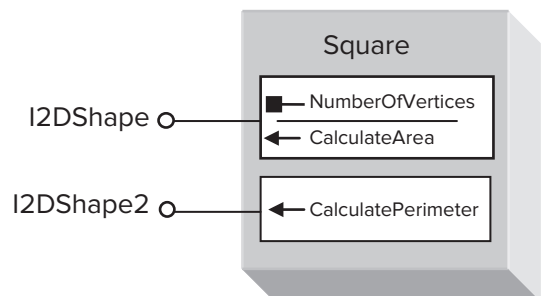 Square
NumberOfVertices
I2DShape
CalculateArea
I2DShape2
CalculatePerimeter